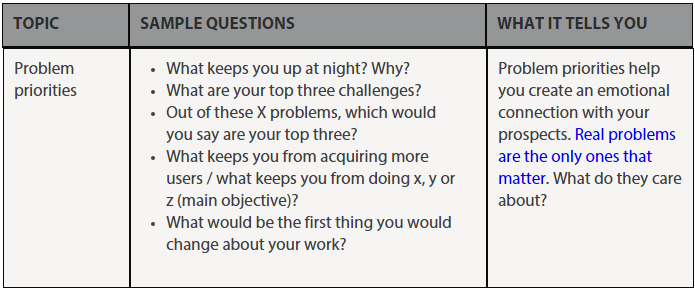 TOPIC
SAMPLE QUESTIONS
WHAT IT TELLS YOU
Problem
priorities
• What keeps you up at night? Why?
• What are your top three challenges?
• Out of these X problems, which would
you say are your top three?
• What keeps you from acquiring more
users / what keeps you from doing x, y or
z (main objective)?
• What would be the first thing you would
change about your work?
Problem priorities help
you create an emotional
connection with your
prospects. Real problems
are the only ones that
matter. What do they care
about?